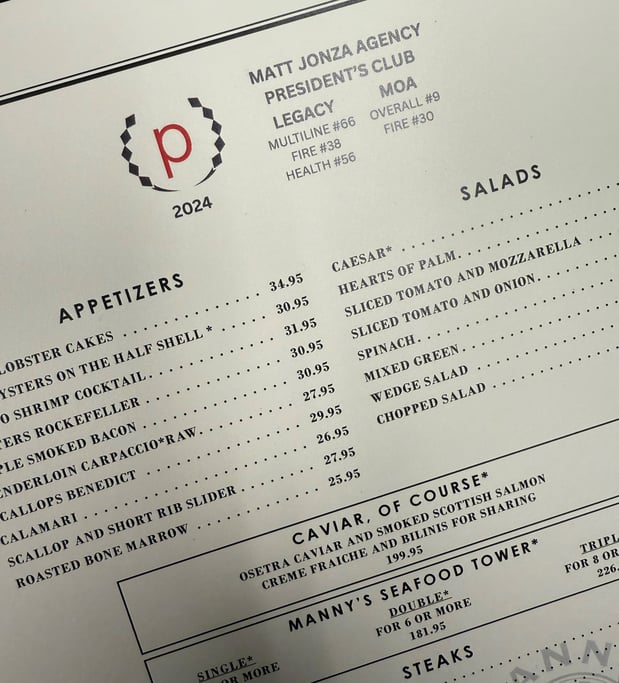 MATT JONZA AGENCY
PRESIDENT'S CLUB
LEGACY
MULTILINE #66
FIRE #38
HEALTH #56
MOA
OVERALL #9
FIRE #30
p
2024
APPETIZERS
LOBSTER CAKES 34.95
YSTERS ON THE HALF SHELL* 30.95
O SHRIMP COCKTAIL 31.95
TERS ROCKEFELLER 30.95
PLE SMOKED BACON 30.95
NDERLOIN CARPACCIO*RAW 27.95
CALLOPS BENEDICT 29.95
CALAMARI 26.95
SCALLOP AND SHORT RIB SLIDER 27.95
ROASTED BONE MARROW 25.95
SALADS
CAESAR*
HEARTS OF PALM
SLICED TOMATO AND MOZZARELLA
SLICED TOMATO AND ONION
SPINACH
MIXED GREEN
WEDGE SALAD
CHOPPED SALAD
CAVIAR, OF COURSE*
OSETRA CAVIAR AND SMOKED SCOTTISH SALMON
CREME FRAICHE AND BILINIS FOR SHARING
199.95
MANNY'S SEAFOOD TOWER*
SINGLE*
OR MORE
DOUBLE*
FOR 6 OR MORE
181.95
TRIPL
FOR 8 OR
226.
STEAKS
ANN